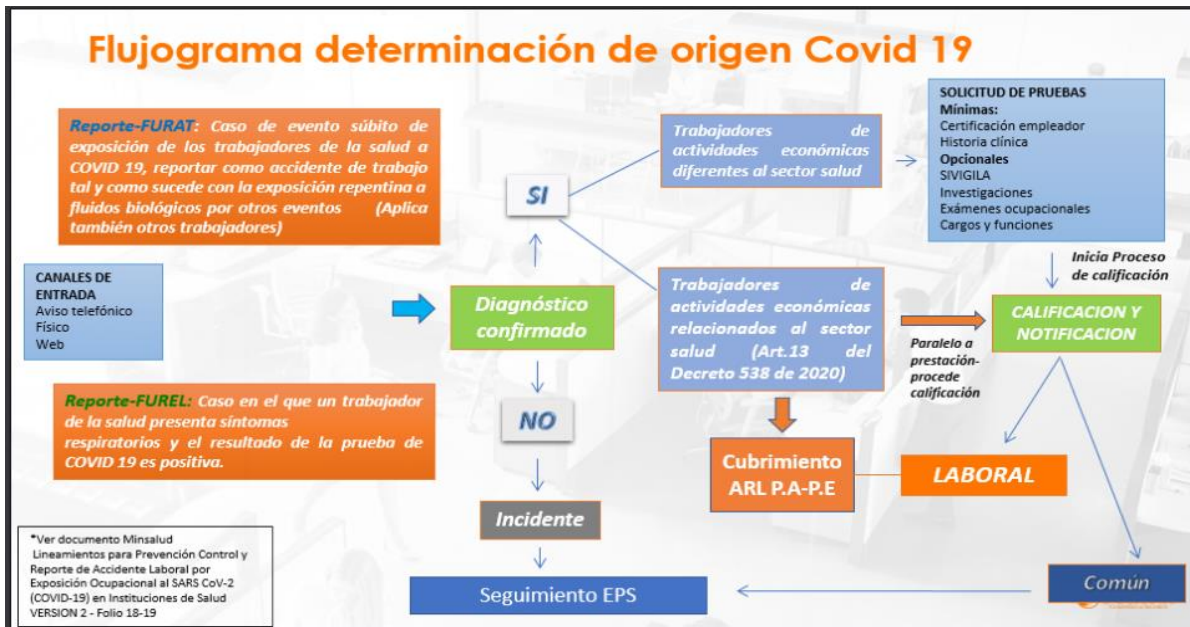 Flujograma determinación de origen Covid 19
Reporte-FURAT: Caso de evento súbito de
exposición de los trabajadores de la salud a
COVID 19, reportar como accidente de trabajo
tal y como sucede con la exposición repentina a
fluidos biológicos por otros eventos (Aplica
también otros trabajadores)
CANALES DE
ENTRADA
Aviso telefónico
Físico
Web
Reporte-FUREL: Caso en el que un trabajador
de la salud presenta síntomas
respiratorios y el resultado de la prueba de
COVID 19 es positiva.
*Ver documento Minsalud
Lineamientos para Prevención Control y
Reporte de Accidente Laboral por
Exposición Ocupacional al SARS CoV-2
(COVID-19) en Instituciones de Salud
VERSION 2 - Folio 18-19
SI
Diagnóstico
confirmado
NO
Incidente
Seguimiento EPS
Trabajadores de
actividades económicas
diferentes al sector salud
Trabajadores de
actividades económicas
relacionados al sector
salud (Art.13 del
Decreto 538 de 2020)
Cubrimiento
ARL P.A-P.E
SOLICITUD DE PRUEBAS
Mínimas:
Certificación empleador
Historia clínica
Opcionales
SIVIGILA
Investigaciones
Exámenes ocupacionales
Cargos y funciones
Inicia Proceso
de calificación
CALIFICACION Y
NOTIFICACION
Paralelo a
prestación-
procede
calificación
LABORAL
Común